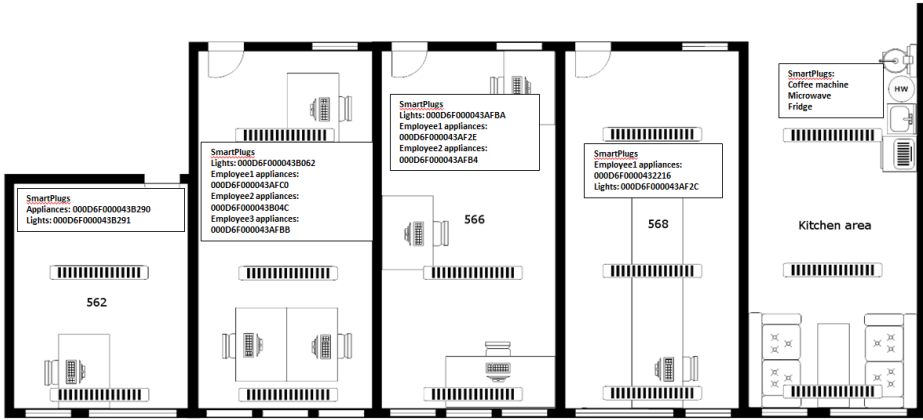 SmartPlugs
Appliances: 000D6F000043B290
Lights: 000D6F000043B291
562
SmartPlugs
Lights: 000D6F000043B062
Employee1 appliances:
000D6F000043AFC0
Employee2 appliances:
000D6F000043B04C
Employee3 appliances:
000D6F000043AFBB
SmartPlugs
Lights: 000D6F000043AFBA
Employee1 appliances:
000D6F000043AF2E
Employee2 appliances:
000D6F000043AFB4
566
SmartPlugs
Employee1 appliances:
000D6F0000432216
Lights: 000D6F000043AF2C
568
SmartPlugs:
Coffee machine
Microwave
Fridge
HW
Kitchen area